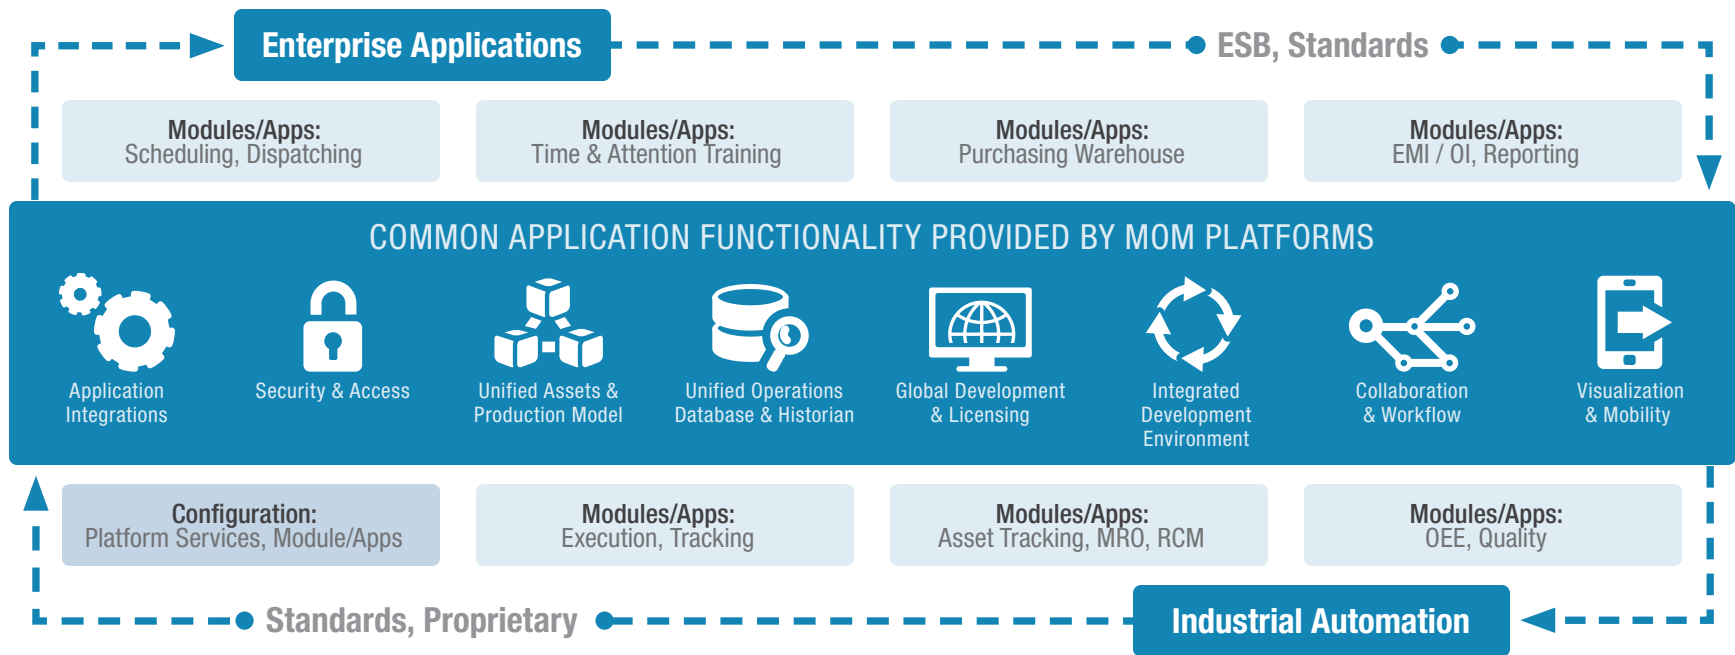 Enterprise Applications
ESB, Standards
Modules/Apps:
Scheduling, Dispatching
Modules/Apps:
Time & Attention Training
Modules/Apps:
Purchasing Warehouse
Modules/Apps:
EMI / OI, Reporting
COMMON APPLICATION FUNCTIONALITY PROVIDED BY MOM PLATFORMS
Application
Integrations
Security & Access
Unified Assets &
Production Model
Unified Operations
Database & Historian
Global Development
& Licensing
Integrated
Development
Environment
Collaboration
& Workflow
Visualization
& Mobility
Configuration:
Platform Services, Module/Apps
Modules/Apps:
Execution, Tracking
Modules/Apps:
Asset Tracking, MRO, RCM
Modules/Apps:
OEE, Quality
Standards, Proprietary
Industrial Automation